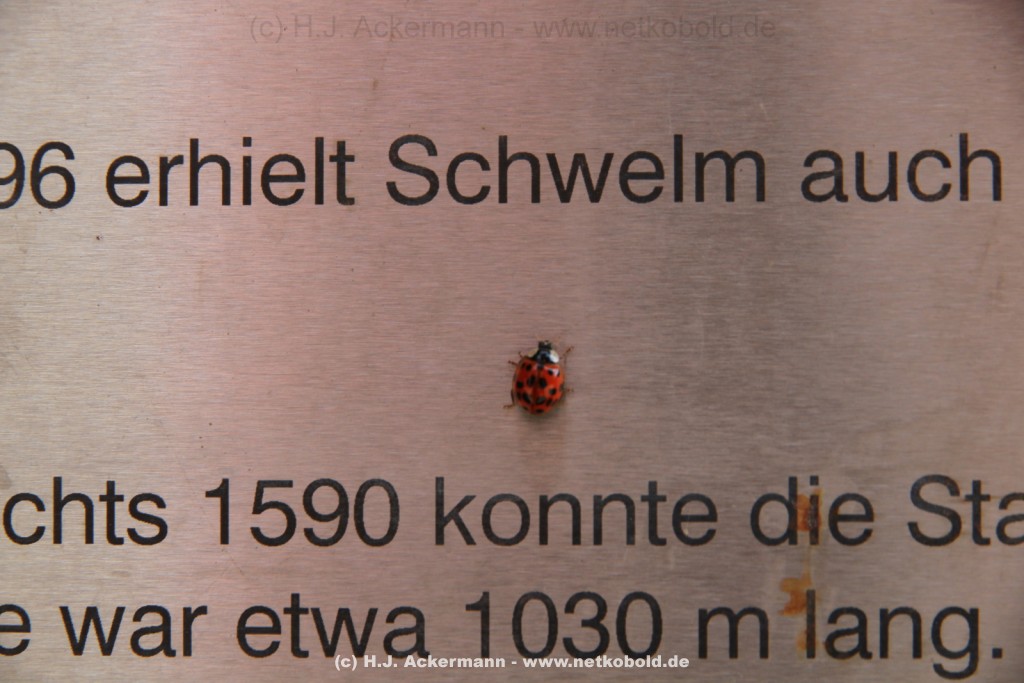 (c) H.J. Ackermann - www.netkobold.de
96 erhielt Schwelm auch
chts 1590 konnte die Sta
e war etwa 1030 m lang.
(c) H.J. Ackermann - www.netkobold.de